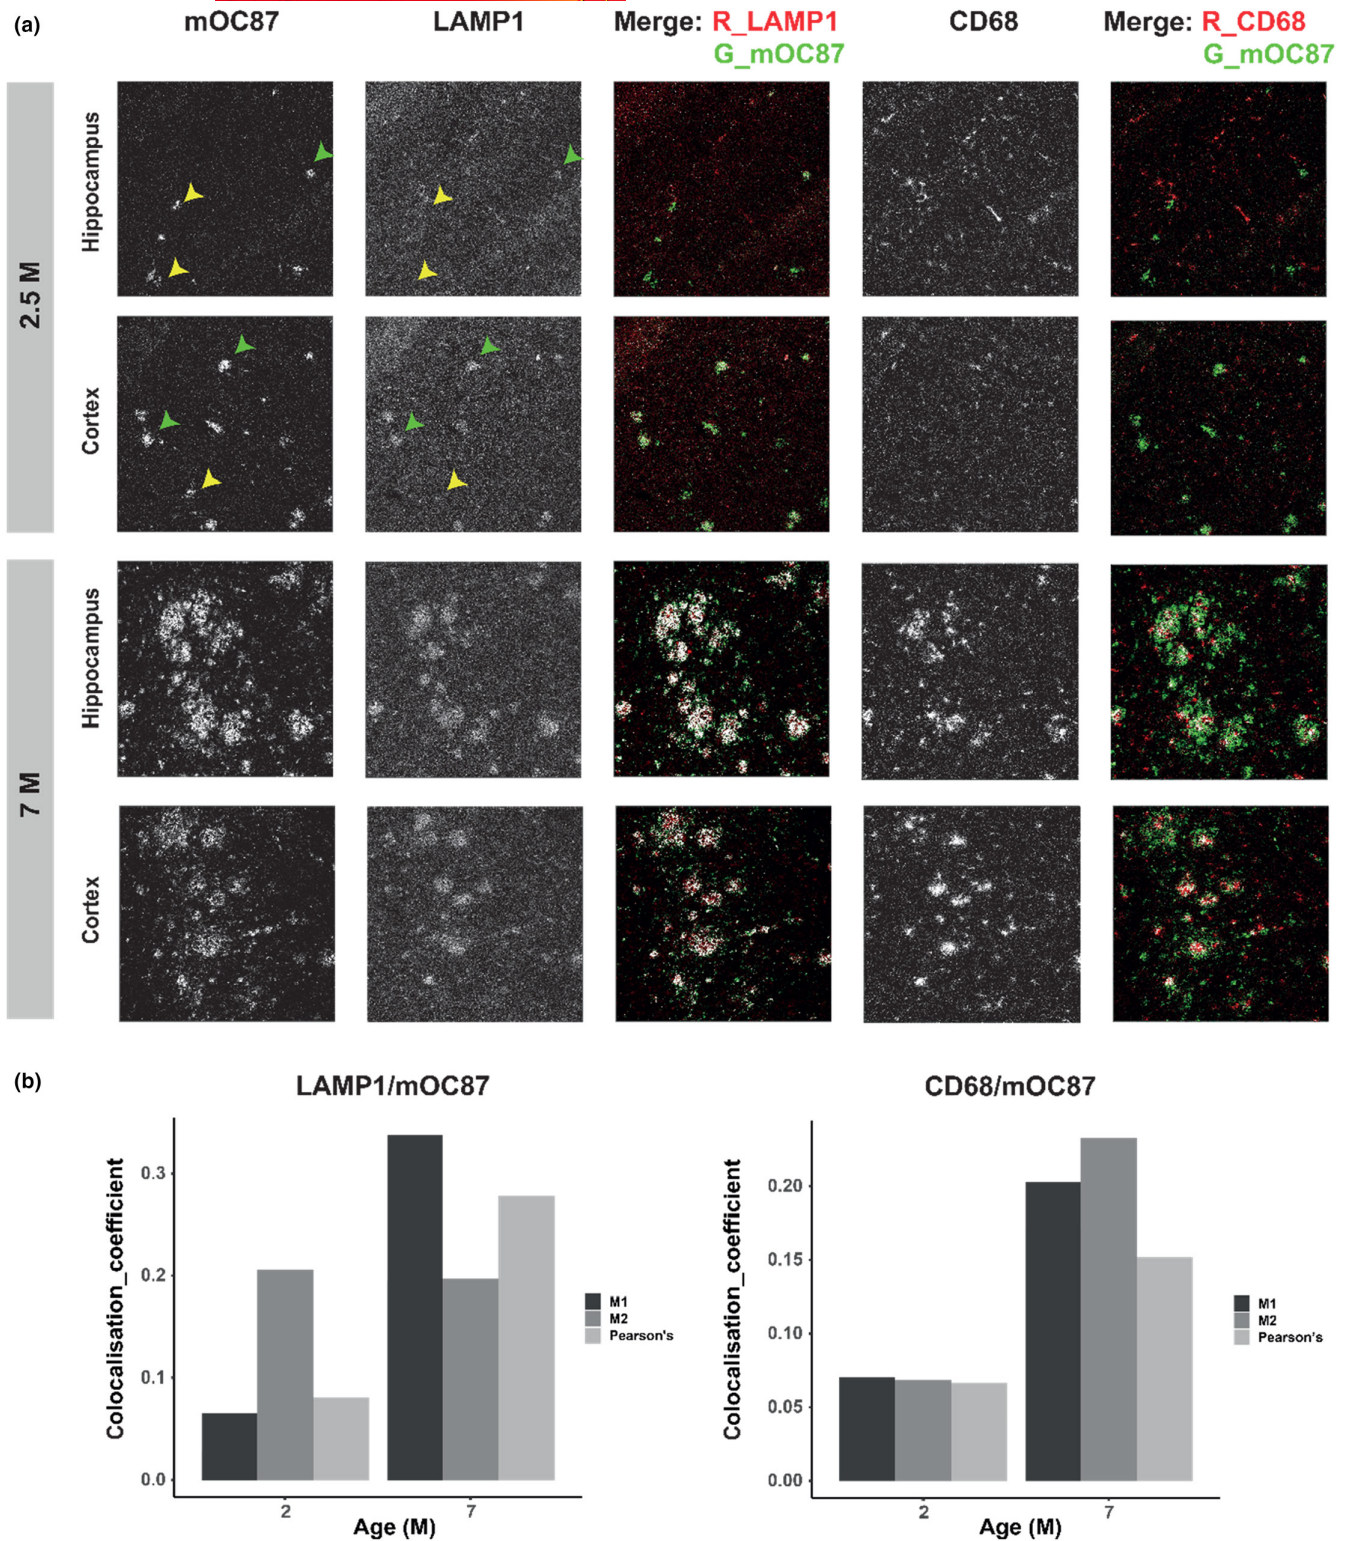 (a)
mOC87
LAMP1
Merge: R_LAMP1
G_mOC87
CD68
Merge: R_CD68
G_mOC87
2.5 M
Hippocampus
Cortex
7 M
Hippocampus
Cortex
(b)
LAMP1/mOC87
Colocalisation_coefficient
0.3
0.2
0.1
0.0
2
7
Age (M)
M1
M2
Pearson's
CD68/mOC87
Colocalisation_coefficient
0.20
0.15
0.10
0.05
0.00
2
7
Age (M)
M1
M2
Pearson's